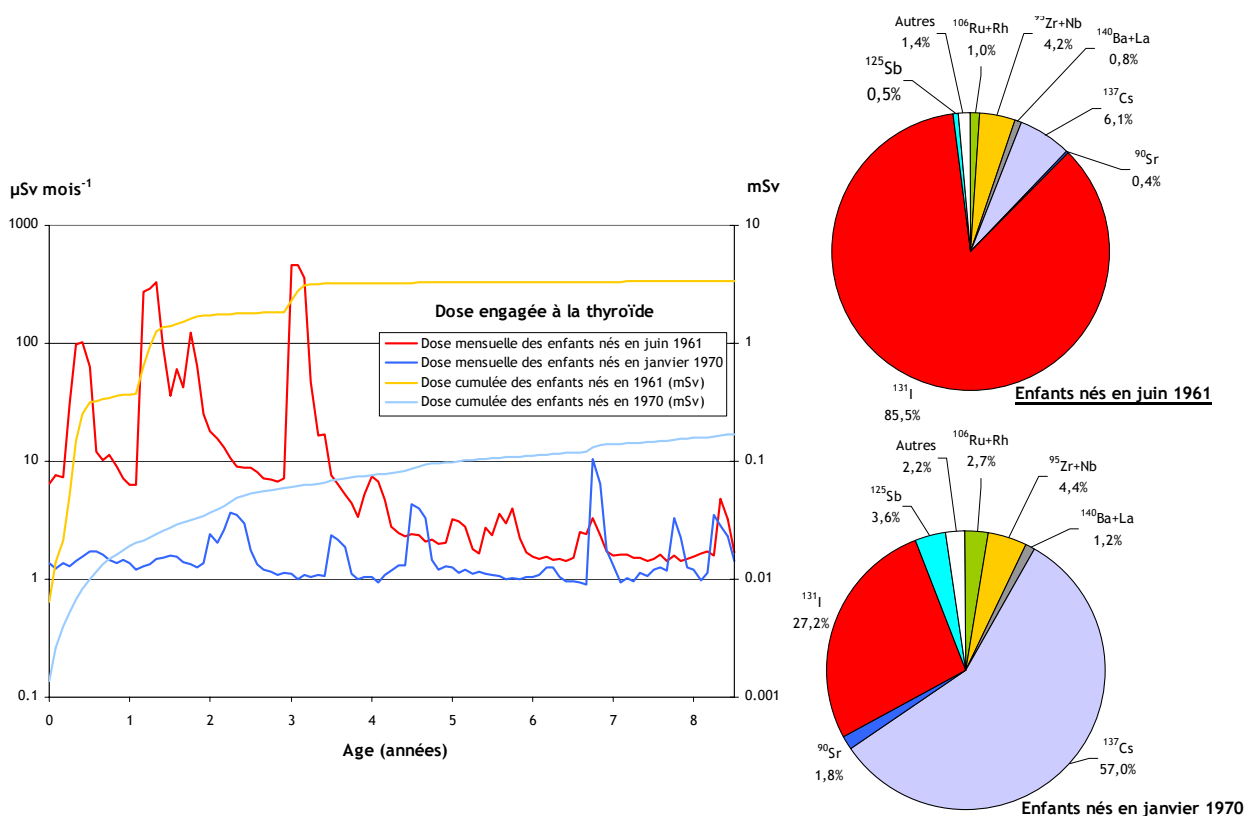 µSv mois⁻¹
mSv
1000
100
10
1
0.1
10
1
0.1
0.01
0.001
0 1 2 3 4 5 6 7 8
Age (années)
Dose engagée à la thyroïde
Dose mensuelle des enfants nés en juin 1961
Dose mensuelle des enfants nés en janvier 1970
Dose cumulée des enfants nés en 1961 (mSv)
Dose cumulée des enfants nés en 1970 (mSv)
Autres
1,4%
¹⁰⁶Ru+Rh
1,0%
⁹⁵Zr+Nb
4,2%
¹⁴⁰Ba+La
0,8%
¹³⁷Cs
6,1%
⁹⁰Sr
0,4%
¹²⁵Sb
0,5%
¹³¹I
85,5%
Enfants nés en juin 1961
Autres
2,2%
¹⁰⁶Ru+Rh
2,7%
⁹⁵Zr+Nb
4,4%
¹⁴⁰Ba+La
1,2%
¹²⁵Sb
3,6%
¹³¹I
27,2%
⁹⁰Sr
1,8%
¹³⁷Cs
57,0%
Enfants nés en janvier 1970